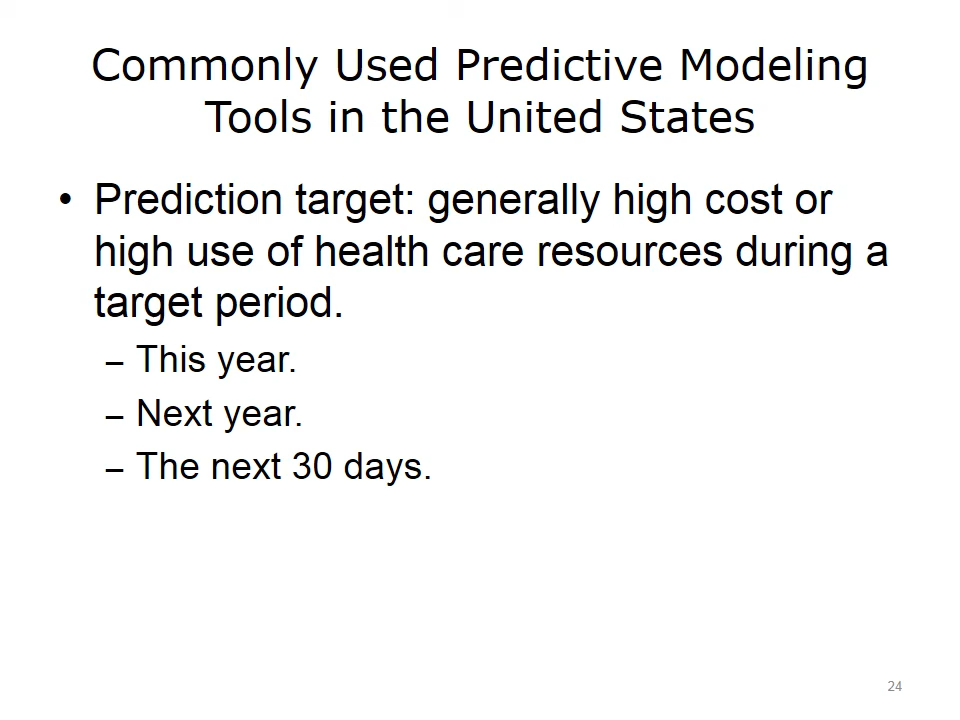 Commonly Used Predictive Modeling
Tools in the United States
• Prediction target: generally high cost or
high use of health care resources during a
target period.
– This year.
– Next year.
– The next 30 days.
24